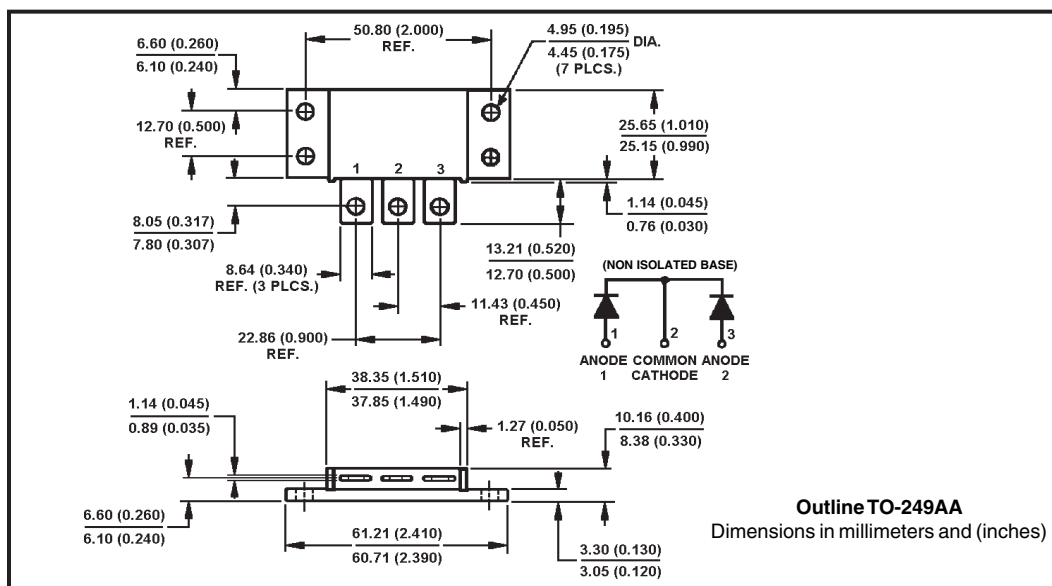 50.80 (2.000)
REF.
4.95 (0.195)
4.45 (0.175)
DIA.
(7 PLCS.)
6.60 (0.260)
6.10 (0.240)
12.70 (0.500)
REF.
25.65 (1.010)
25.15 (0.990)
1 2 3
8.05 (0.317)
7.80 (0.307)
1.14 (0.045)
0.76 (0.030)
13.21 (0.520)
12.70 (0.500)
8.64 (0.340)
REF. (3 PLCS.)
11.43 (0.450)
REF.
22.86 (0.900)
REF.
(NON ISOLATED BASE)
1 2 3
ANODE COMMON ANODE
1 CATHODE 2
38.35 (1.510)
37.85 (1.490)
1.14 (0.045)
0.89 (0.035)
1.27 (0.050)
REF.
10.16 (0.400)
8.38 (0.330)
6.60 (0.260)
6.10 (0.240)
61.21 (2.410)
60.71 (2.390)
3.30 (0.130)
3.05 (0.120)
Outline TO-249AA
Dimensions in millimeters and (inches)